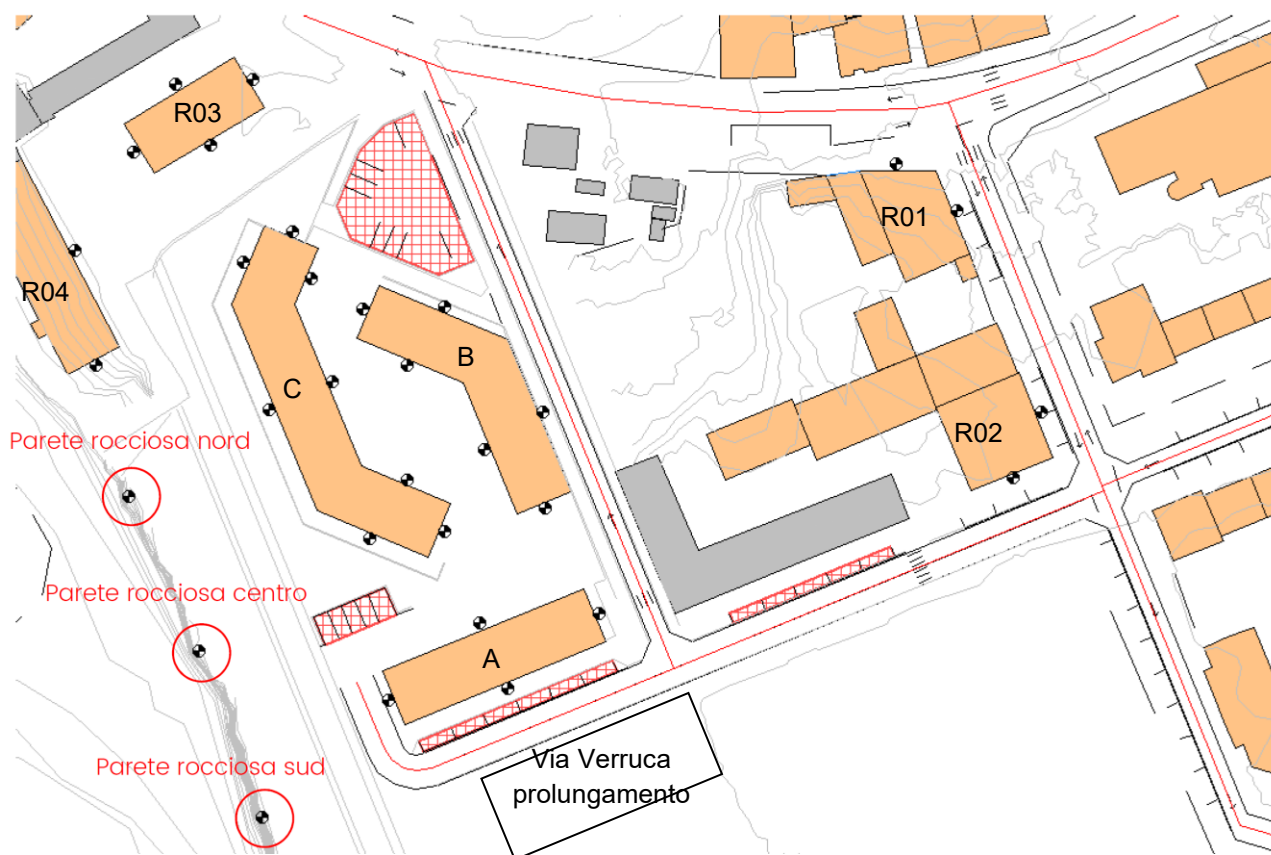 R03
R01
R04
B
C
R02
Parete rocciosa nord
Parete rocciosa centro
A
Via Verruca
prolungamento
Parete rocciosa sud